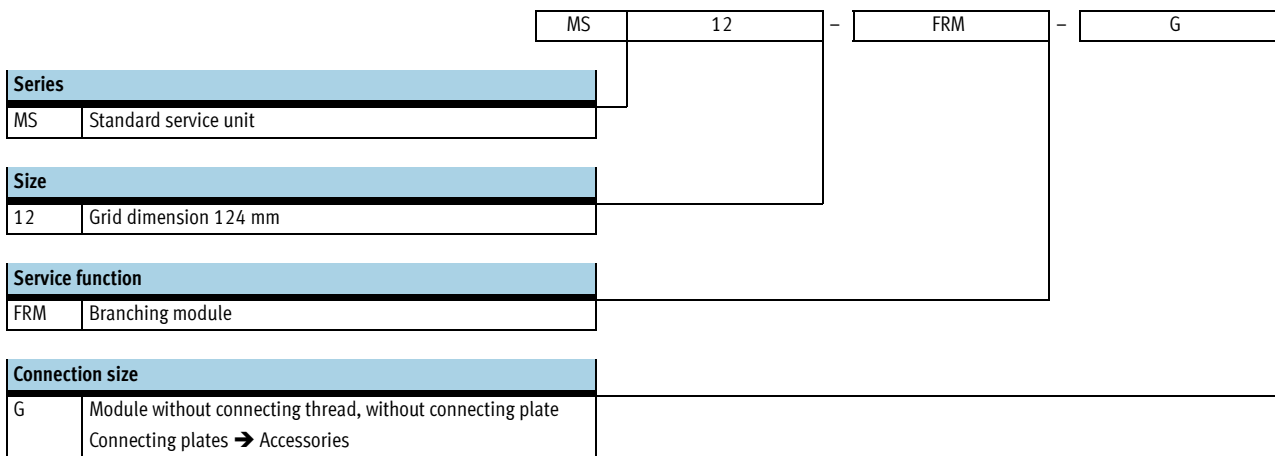 MS 12 – FRM – G
Series
MS Standard service unit
Size
12 Grid dimension 124 mm
Service function
FRM Branching module
Connection size
G Module without connecting thread, without connecting plate
Connecting plates ➔ Accessories